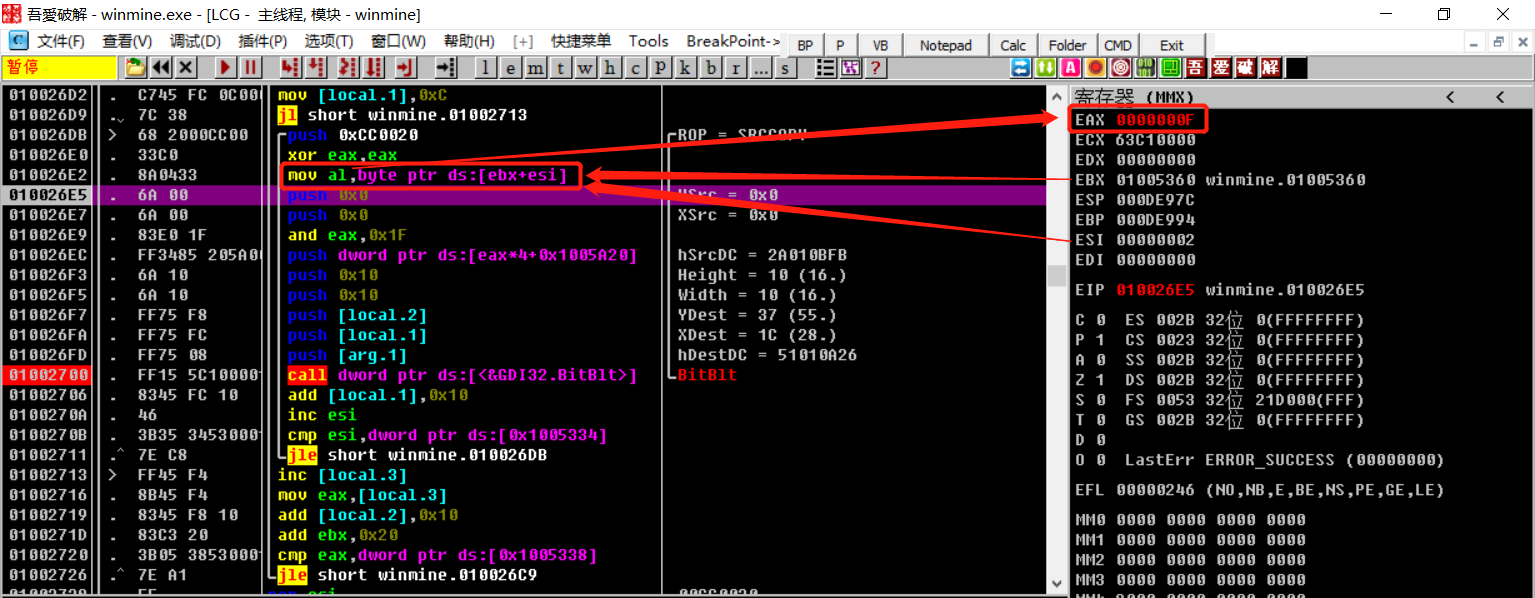 吾愛破解 - winmine.exe - [LCG - 主线程, 模块 - winmine]
文件(F) 查看(V) 调试(D) 插件(P) 选项(T) 窗口(W) 帮助(H) [+] 快捷菜单 Tools BreakPoint-> BP P VB Notepad Calc Folder CMD Exit
暂停 l e m t w h c p k b r ... s ? 吾 爱 破 解
010026D2 . C745 FC 0C00 mov [local.1],0xC
010026D9 . 7C 38 jl short winmine.01002713
010026DB > 68 2000CC00 push 0xCC0020 ROP = SRCCOPY
010026E0 . 33C0 xor eax,eax
010026E2 . 8A0433 mov al,byte ptr ds:[ebx+esi]
010026E5 . 6A 00 push 0x0 YSrc = 0x0
010026E7 . 6A 00 push 0x0 XSrc = 0x0
010026E9 . 83E0 1F and eax,0x1F
010026EC . FF3485 205A00 push dword ptr ds:[eax*4+0x1005A20] hSrcDC = 2A010BFB
010026F3 . 6A 10 push 0x10 Height = 10 (16.)
010026F5 . 6A 10 push 0x10 Width = 10 (16.)
010026F7 . FF75 F8 push [local.2] YDest = 37 (55.)
010026FA . FF75 FC push [local.1] XDest = 1C (28.)
010026FD . FF75 08 push [arg.1] hDestDC = 51010A26
01002700 . FF15 5C10000 call dword ptr ds:[<&GDI32.BitBlt>] BitBlt
01002706 . 8345 FC 10 add [local.1],0x10
0100270A . 46 inc esi
0100270B . 3B35 3453000 cmp esi,dword ptr ds:[0x1005334]
01002711 .^ 7E C8 jle short winmine.010026DB
01002713 > FF45 F4 inc [local.3]
01002716 . 8B45 F4 mov eax,[local.3]
01002719 . 8345 F8 10 add [local.2],0x10
0100271D . 83C3 20 add ebx,0x20
01002720 . 3B05 3853000 cmp eax,dword ptr ds:[0x1005338]
01002726 .^ 7E A1 jle short winmine.010026C9
寄存器 (MMX) < <
EAX 0000000F
ECX 63C10000
EDX 00000000
EBX 01005360 winmine.01005360
ESP 000DE97C
EBP 000DE994
ESI 00000002
EDI 00000000
EIP 010026E5 winmine.010026E5
C 0 ES 002B 32位 0(FFFFFFFF)
P 1 CS 0023 32位 0(FFFFFFFF)
A 0 SS 002B 32位 0(FFFFFFFF)
Z 1 DS 002B 32位 0(FFFFFFFF)
S 0 FS 0053 32位 21D000(FFF)
T 0 GS 002B 32位 0(FFFFFFFF)
D 0
O 0 LastErr ERROR_SUCCESS (00000000)
EFL 00000246 (NO,NB,E,BE,NS,PE,GE,LE)
MM0 0000 0000 0000 0000
MM1 0000 0000 0000 0000
MM2 0000 0000 0000 0000
MM3 0000 0000 0000 0000